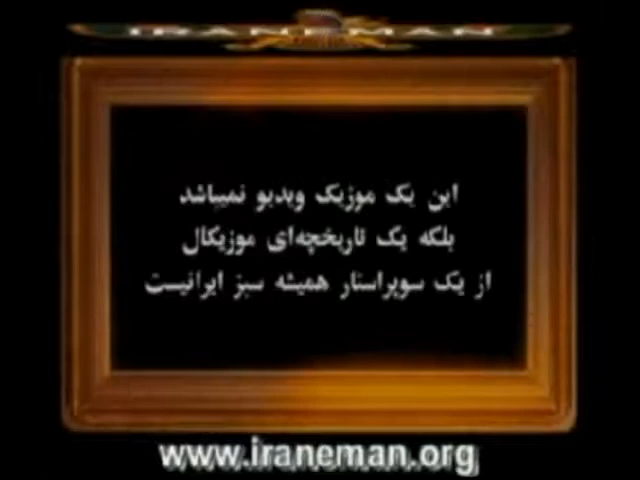 IRANEMAN
این یک موزیک ویدیو نمیباشد
بلکه یک تاریخچه‌ای موزیکال
از یک سوپراستار همیشه سبز ایرانیست
www.iraneman.org